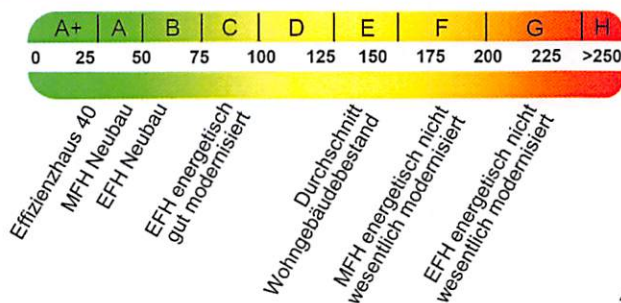 A+ A B C D E F G H
0 25 50 75 100 125 150 175 200 225 >250
Effizienzhaus 40
MFH Neubau
EFH Neubau
EFH energetisch
gut modernisiert
Durchschnitt
Wohngebäudebestand
MFH energetisch nicht
wesentlich modernisiert
EFH energetisch nicht
wesentlich modernisiert